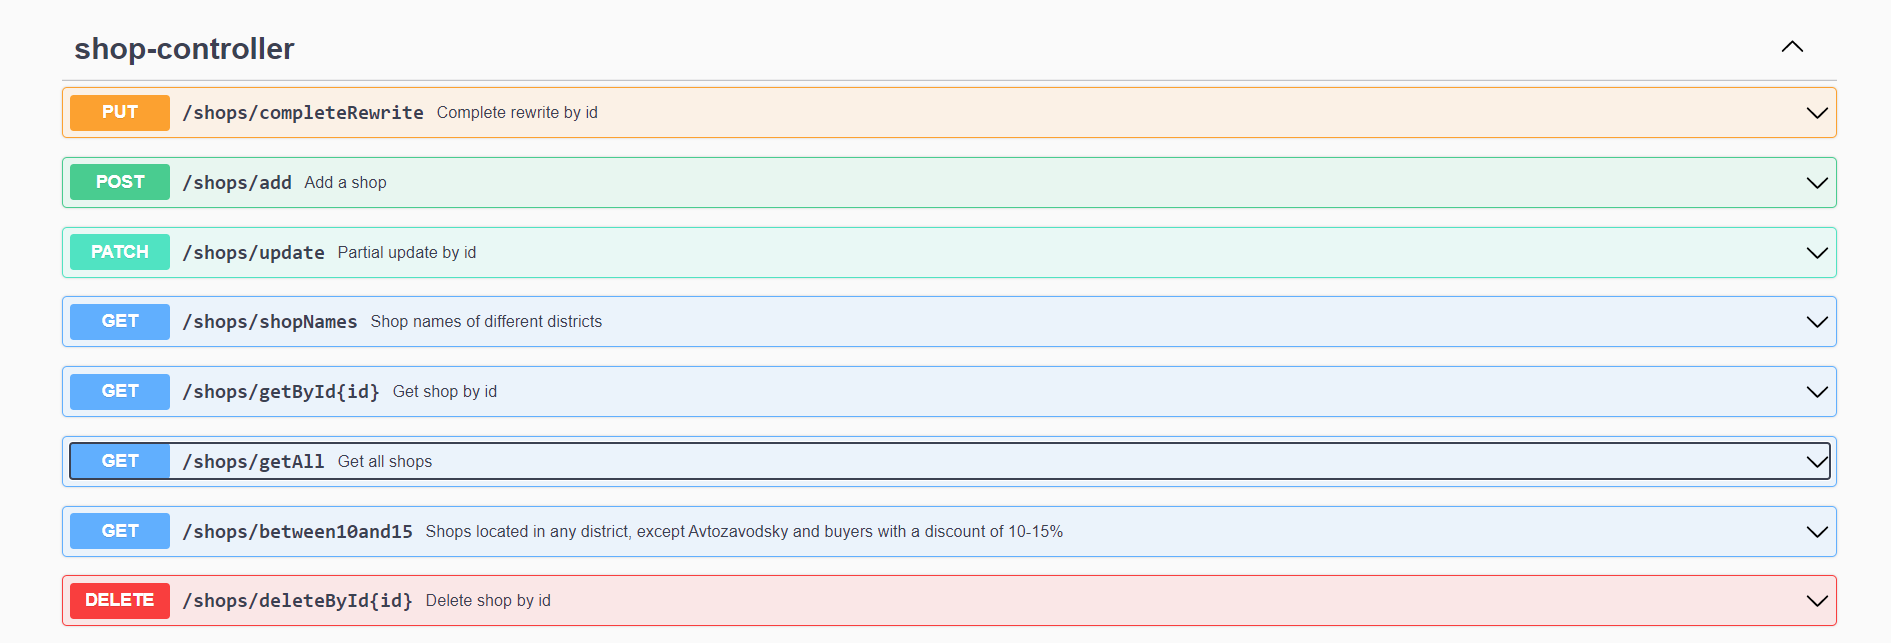 shop-controller
PUT /shops/completeRewrite Complete rewrite by id
POST /shops/add Add a shop
PATCH /shops/update Partial update by id
GET /shops/shopNames Shop names of different districts
GET /shops/getById{id} Get shop by id
GET /shops/getAll Get all shops
GET /shops/between10and15 Shops located in any district, except Avtozavodsky and buyers with a discount of 10-15%
DELETE /shops/deleteById{id} Delete shop by id